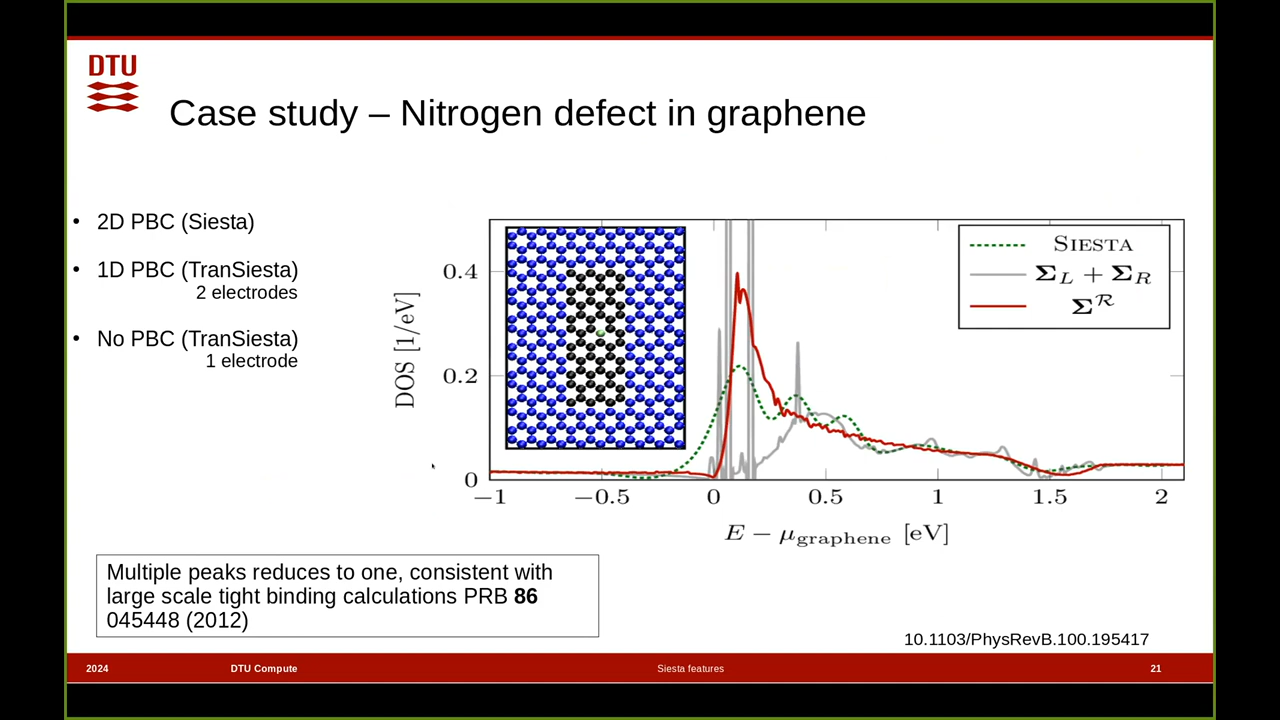 DTU
Case study – Nitrogen defect in graphene
• 2D PBC (Siesta)
• 1D PBC (TranSiesta)
2 electrodes
• No PBC (TranSiesta)
1 electrode
DOS [1/eV]
0.4
0.2
0
−1 −0.5 0 0.5 1 1.5 2
E − μgraphene [eV]
SIESTA
Σ_L + Σ_R
Σ^ℛ
Multiple peaks reduces to one, consistent with
large scale tight binding calculations PRB 86
045448 (2012)
10.1103/PhysRevB.100.195417
2024 DTU Compute Siesta features 21